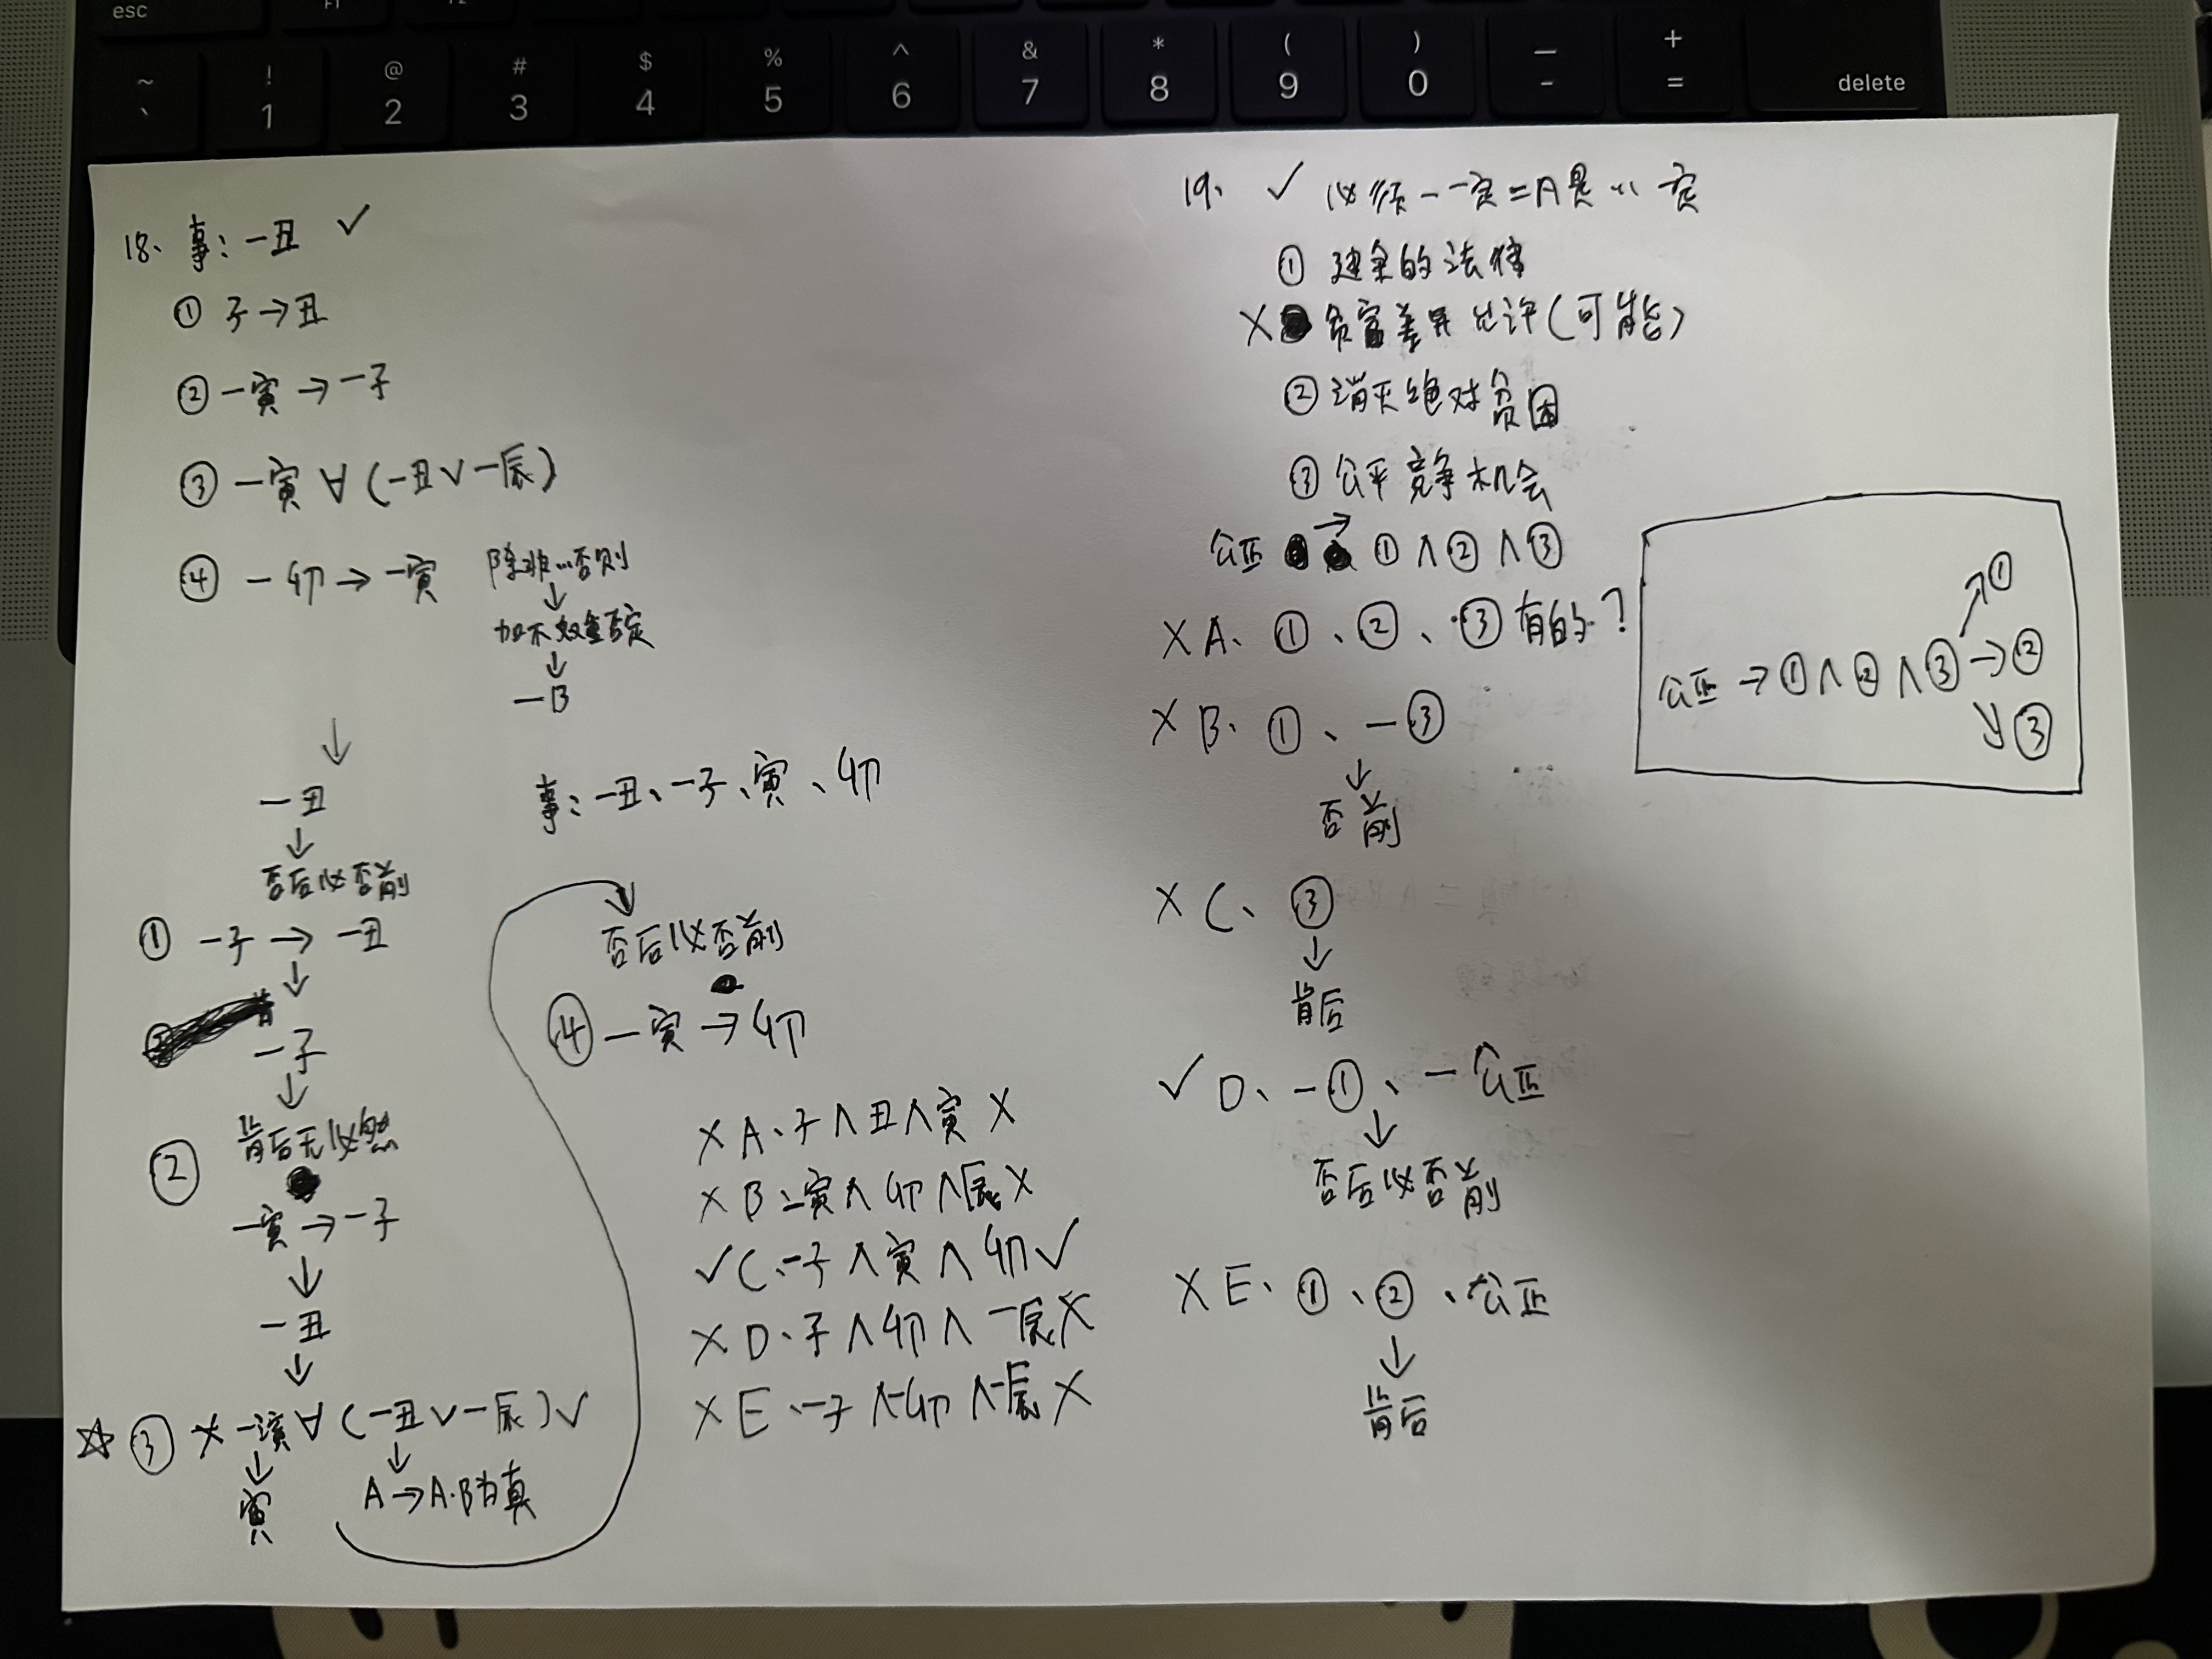 esc
F1
F2
~ ! @ # $ % ^ & * ( ) — +
` 1 2 3 4 5 6 7 8 9 0 - = delete
18、事：一丑 ✓
① 子→丑
② 一寅→一子
③ 一寅 ∀ (一丑∨一辰)
④ 一卯→一寅
除非…否则
↓
加不双重否定
↓
一B
↓
一丑
↓
否后必否前
① 一子→一丑
↓
一子
↓
② 肯后无必然
一寅→一子
↓
一丑
↓
☆ ③ × 一寅∀(一丑∨一辰)✓
↓ ↓
寅 A→A·B为真
事：一丑、一子、寅、卯
否后必否前
④ 一寅→卯
× A、子∧丑∧寅 ×
× B、寅∧卯∧辰 ×
✓ C、一子∧寅∧卯 ✓
× D、子∧卯∧一辰 ×
× E、一子∧一卯∧一辰 ×
19、 ✓ 必须-一定=A是…定
① 健全的法律
× 贫富差异允许(可能)
② 消灭绝对贫困
③ 公平竞争机会
公正 → ①∧②∧③
× A、①、②、③有的？
× B、①、一③
↓
否前
× C、③
↓
肯后
✓ D、一①、一公正
↓
否后必否前
× E、①、②、公正
↓
肯后
↗①
公正→①∧②∧③→②
↘③